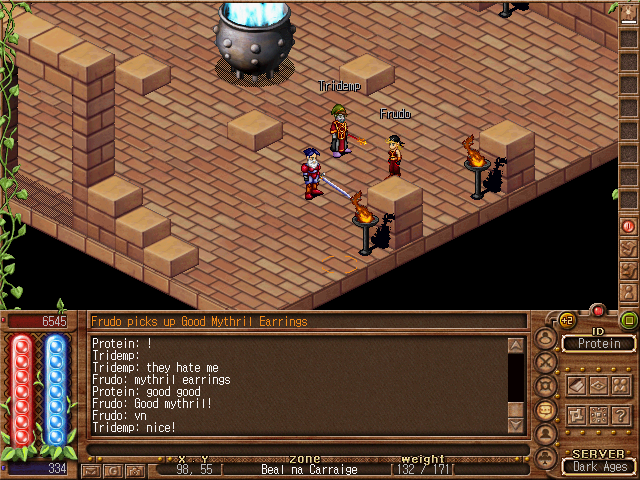 Tridemp
Frudo
6545
Frudo picks up Good Mythril Earrings
+2
ID
Protein
Protein: !
Tridemp:
Tridemp: they hate me
Frudo: mythril earrings
Protein: good good
Frudo: Good mythril!
Frudo: vn
Tridemp: nice!
?
X Y zone weight
334
G
98, 55 [ Beal na Carraige [132 / 171[
SERVER
Dark Ages